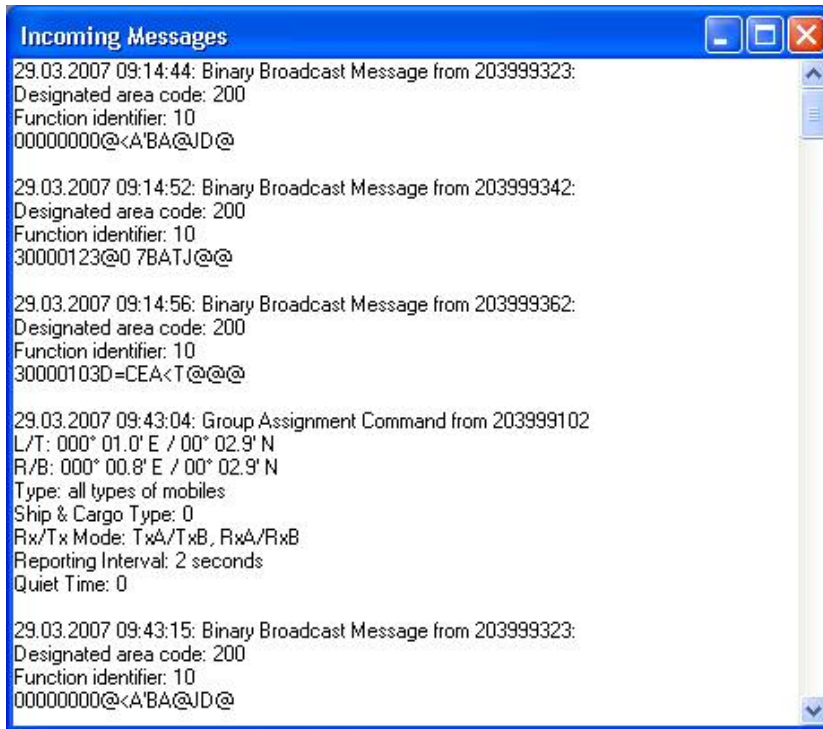 Incoming Messages
29.03.2007 09:14:44: Binary Broadcast Message from 203999323:
Designated area code: 200
Function identifier: 10
00000000@<A'BA@JD@
29.03.2007 09:14:52: Binary Broadcast Message from 203999342:
Designated area code: 200
Function identifier: 10
30000123@0 7BATJ@@
29.03.2007 09:14:56: Binary Broadcast Message from 203999362:
Designated area code: 200
Function identifier: 10
30000103D=CEA<T@@@
29.03.2007 09:43:04: Group Assignment Command from 203999102
L/T: 000° 01.0' E / 00° 02.9' N
R/B: 000° 00.8' E / 00° 02.9' N
Type: all types of mobiles
Ship & Cargo Type: 0
Rx/Tx Mode: TxA/TxB, RxA/RxB
Reporting Interval: 2 seconds
Quiet Time: 0
29.03.2007 09:43:15: Binary Broadcast Message from 203999323:
Designated area code: 200
Function identifier: 10
00000000@<A'BA@JD@